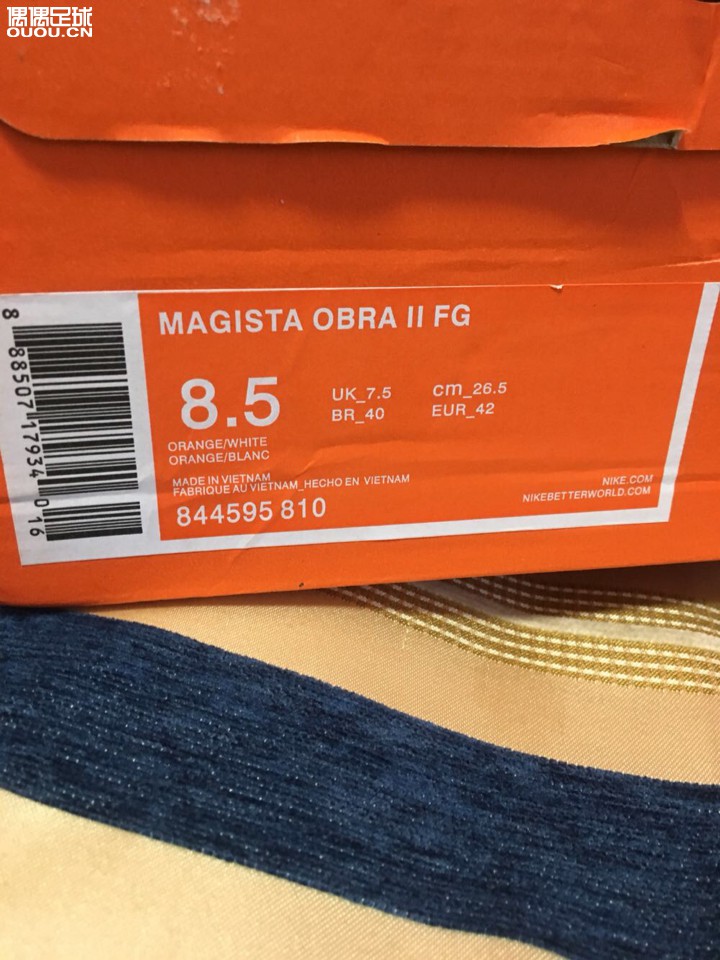 偶偶足球
OUOU.CN
MAGISTA OBRA II FG
8.5
UK_7.5 cm_26.5
BR_40 EUR_42
ORANGE/WHITE
ORANGE/BLANC
MADE IN VIETNAM
FABRIQUE AU VIETNAM_HECHO EN VIETNAM
844595 810
NIKE.COM
NIKEBETTERWORLD.COM
8 88507 17934 016